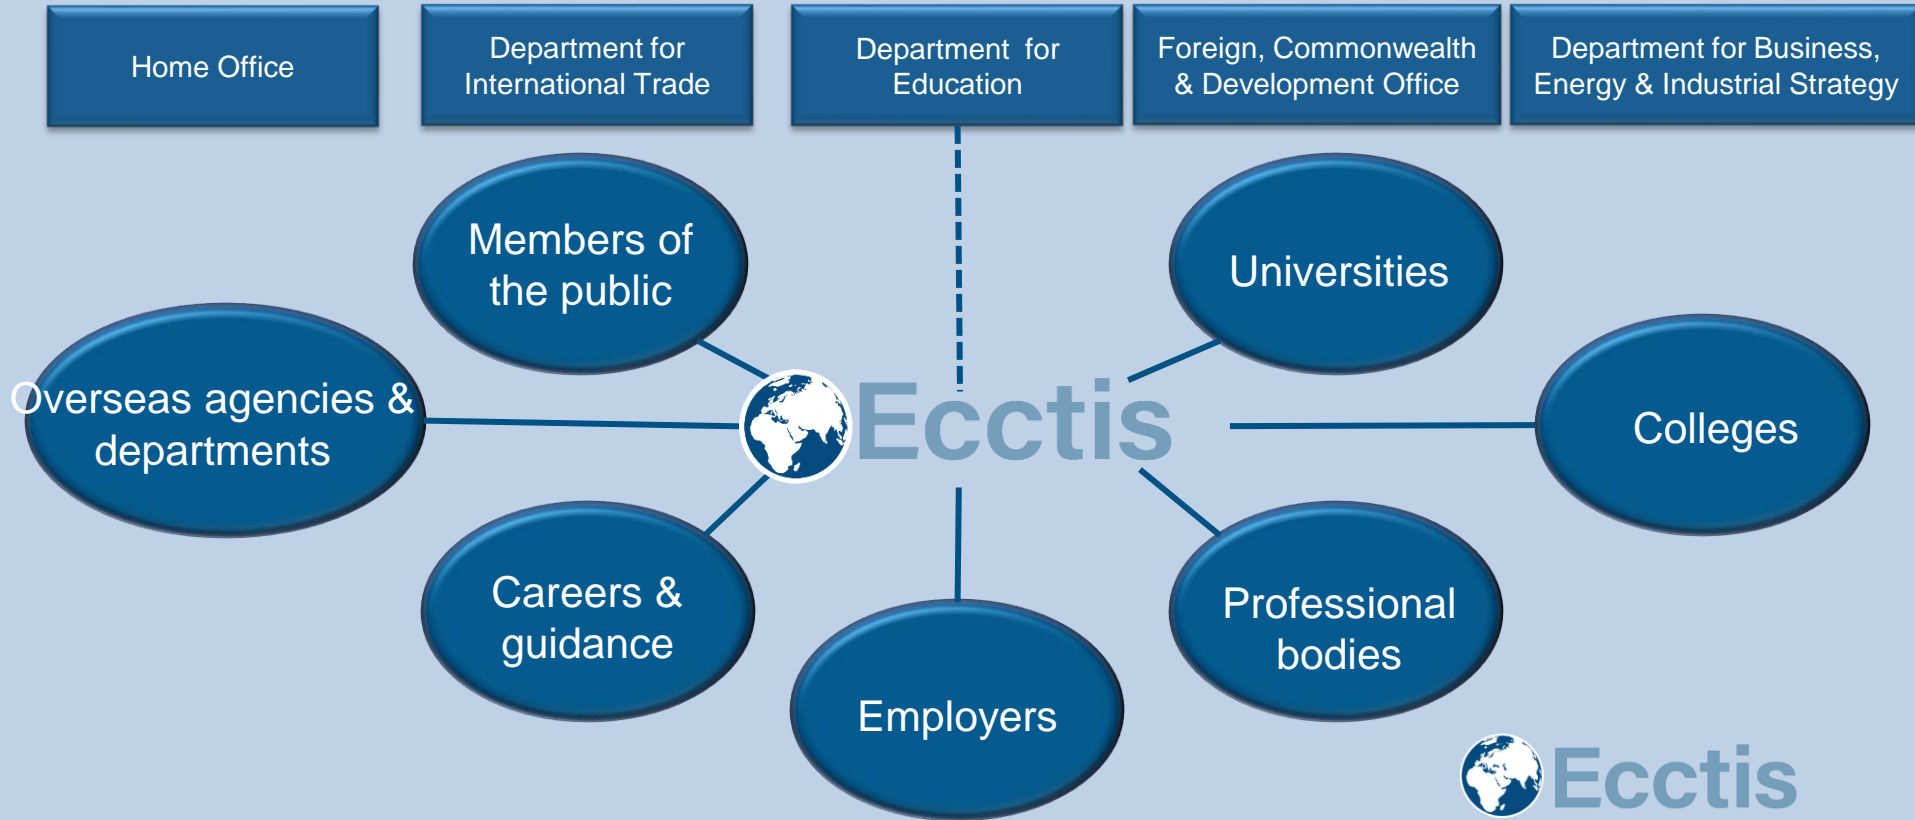 Home Office
Department for
International Trade
Department for
Education
Foreign, Commonwealth
& Development Office
Department for Business,
Energy & Industrial Strategy
Members of
the public
Universities
Overseas agencies &
departments
Ecctis
Colleges
Careers &
guidance
Professional
bodies
Employers
Ecctis